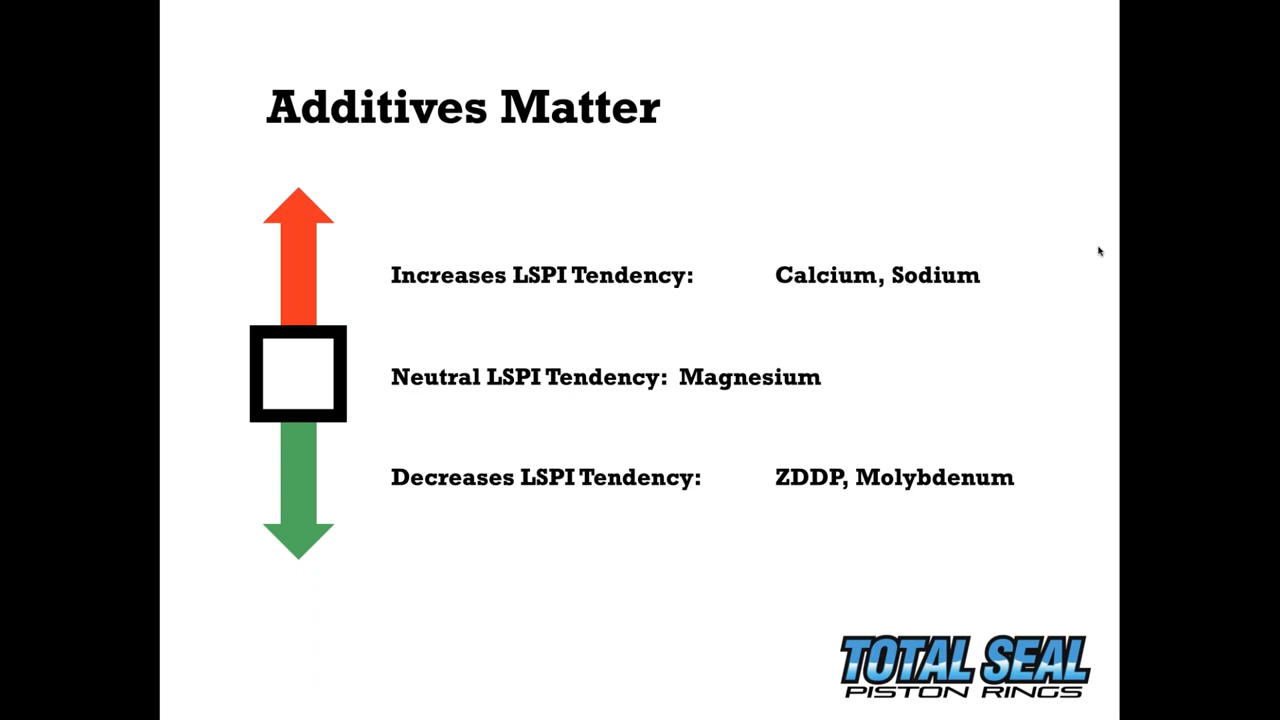 Additives Matter
Increases LSPI Tendency: Calcium, Sodium
Neutral LSPI Tendency: Magnesium
Decreases LSPI Tendency: ZDDP, Molybdenum
TOTAL SEAL
PISTON RINGS